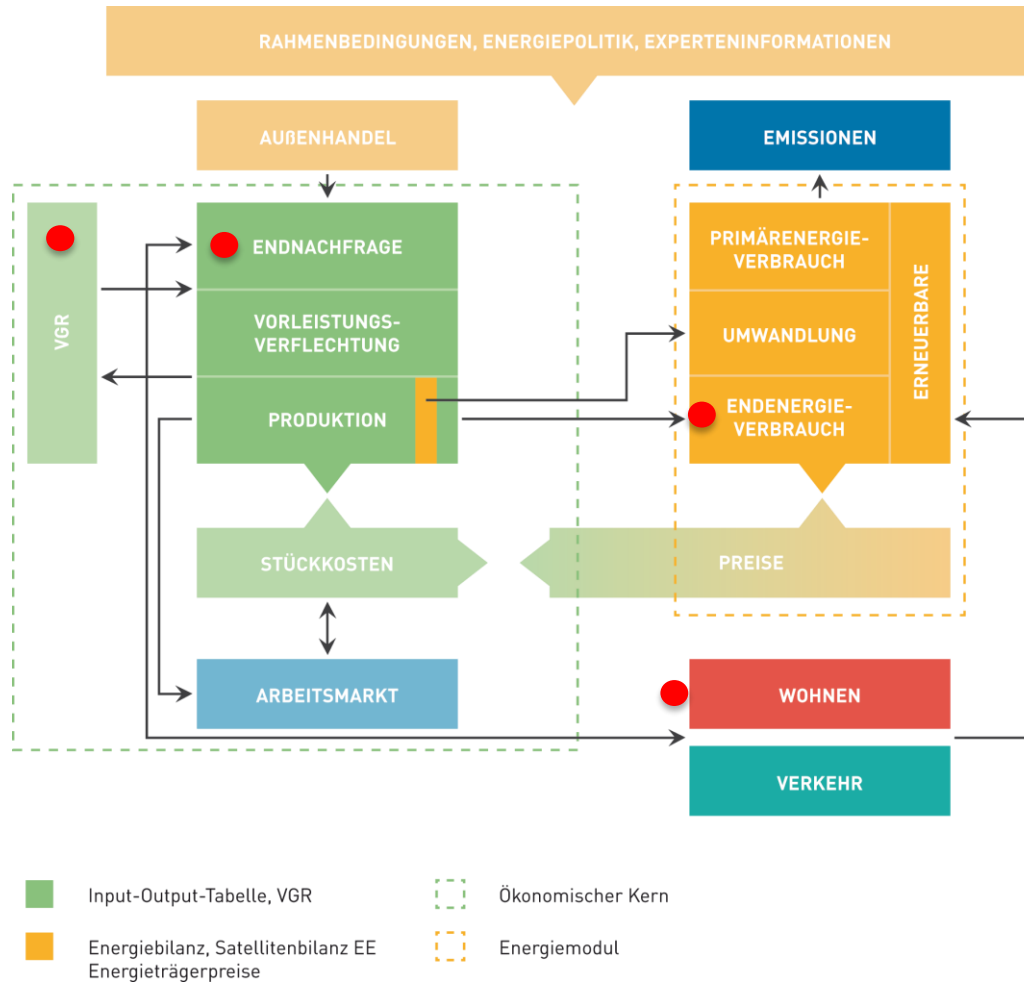 RAHMENBEDINGUNGEN, ENERGIEPOLITIK, EXPERTENINFORMATIONEN
AUßENHANDEL
EMISSIONEN
VGR
ENDNACHFRAGE
VORLEISTUNGS-
VERFLECHTUNG
PRODUKTION
PRIMÄRENERGIE-
VERBRAUCH
UMWANDLUNG
ENDENERGIE-
VERBRAUCH
ERNEUERBARE
STÜCKKOSTEN
PREISE
ARBEITSMARKT
WOHNEN
VERKEHR
Input-Output-Tabelle, VGR
Ökonomischer Kern
Energiebilanz, Satellitenbilanz EE
Energieträgerpreise
Energiemodul